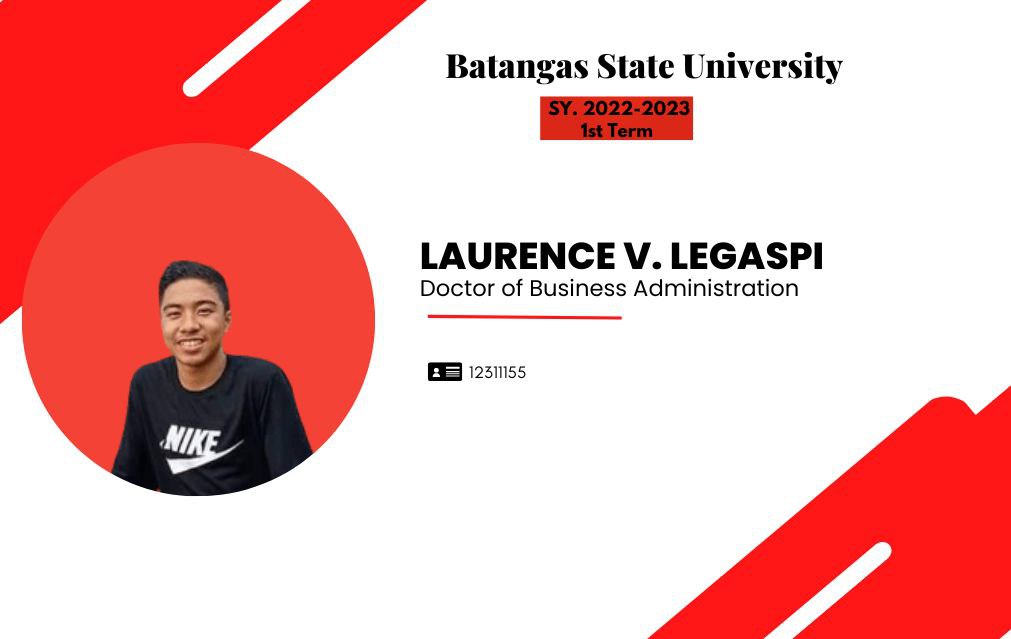 Batangas State University
SY. 2022-2023
1st Term
LAURENCE V. LEGASPI
Doctor of Business Administration
12311155
NIKE